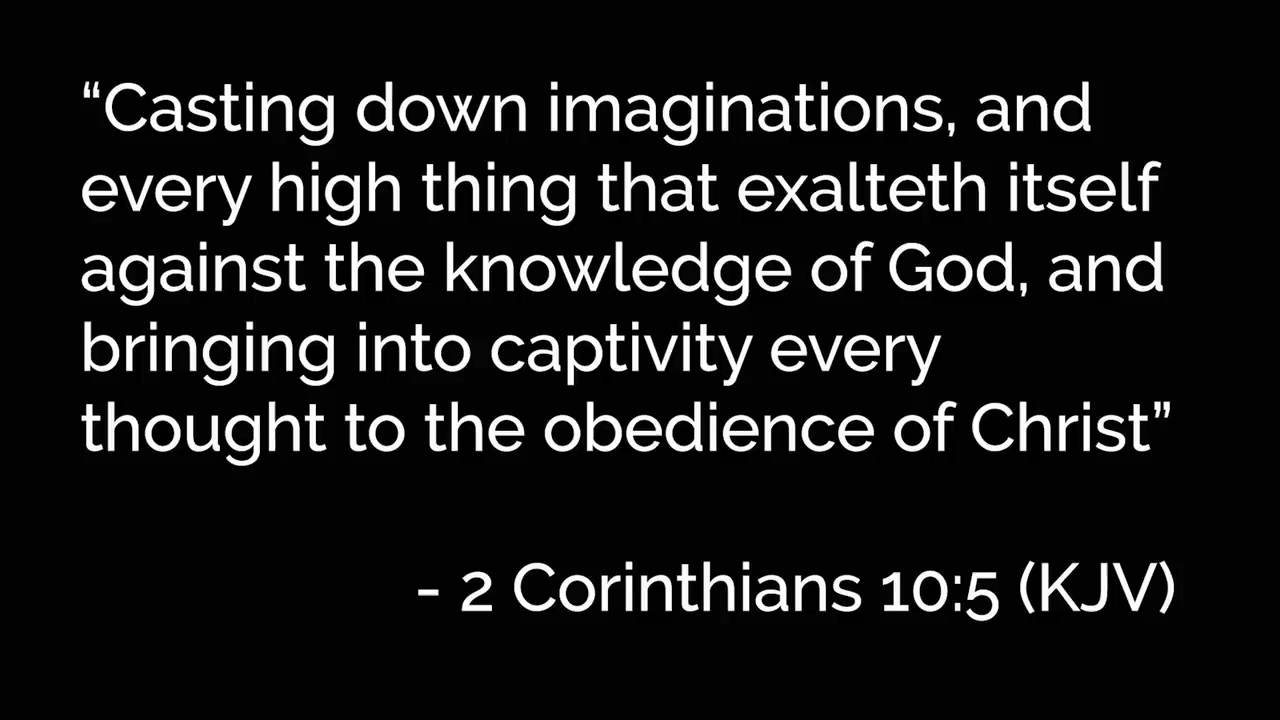 “Casting down imaginations, and
every high thing that exalteth itself
against the knowledge of God, and
bringing into captivity every
thought to the obedience of Christ”
- 2 Corinthians 10:5 (KJV)